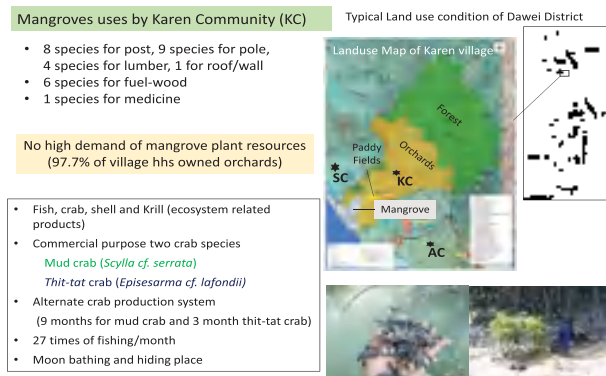 Mangroves uses by Karen Community (KC)
• 8 species for post, 9 species for pole,
4 species for lumber, 1 for roof/wall
• 6 species for fuel-wood
• 1 species for medicine
No high demand of mangrove plant resources
(97.7% of village hhs owned orchards)
• Fish, crab, shell and Krill (ecosystem related
products)
• Commercial purpose two crab species
Mud crab (Scylla cf. serrata)
Thit-tat crab (Episesarma cf. lafondii)
• Alternate crab production system
(9 months for mud crab and 3 month thit-tat crab)
• 27 times of fishing/month
• Moon bathing and hiding place
Typical Land use condition of Dawei District
Landuse Map of Karen village
Forest
Orchards
Paddy
Fields
SC
KC
Mangrove
AC